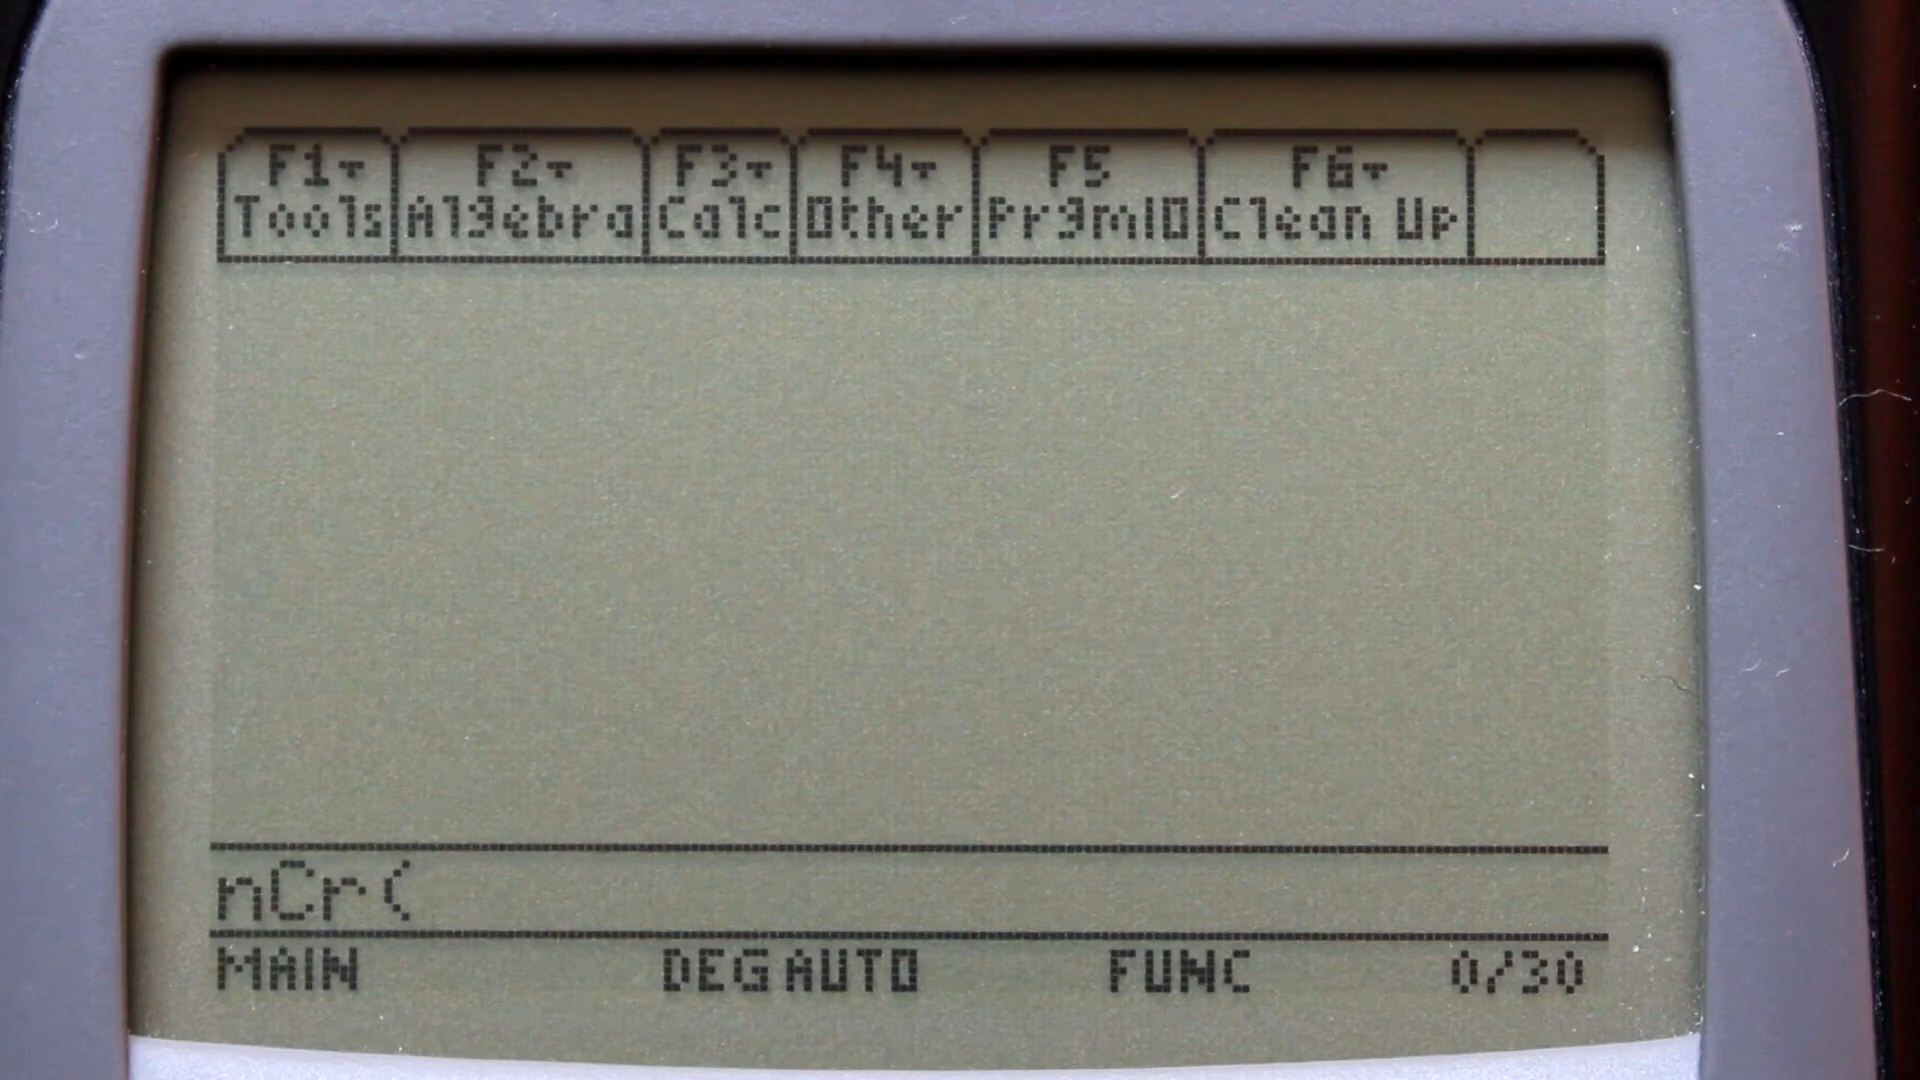 F1 F2 F3 F4 F5 F6
Tools Algebra Calc Other PrgmIO Clean Up
nCr(
MAIN DEG AUTO FUNC 0/30